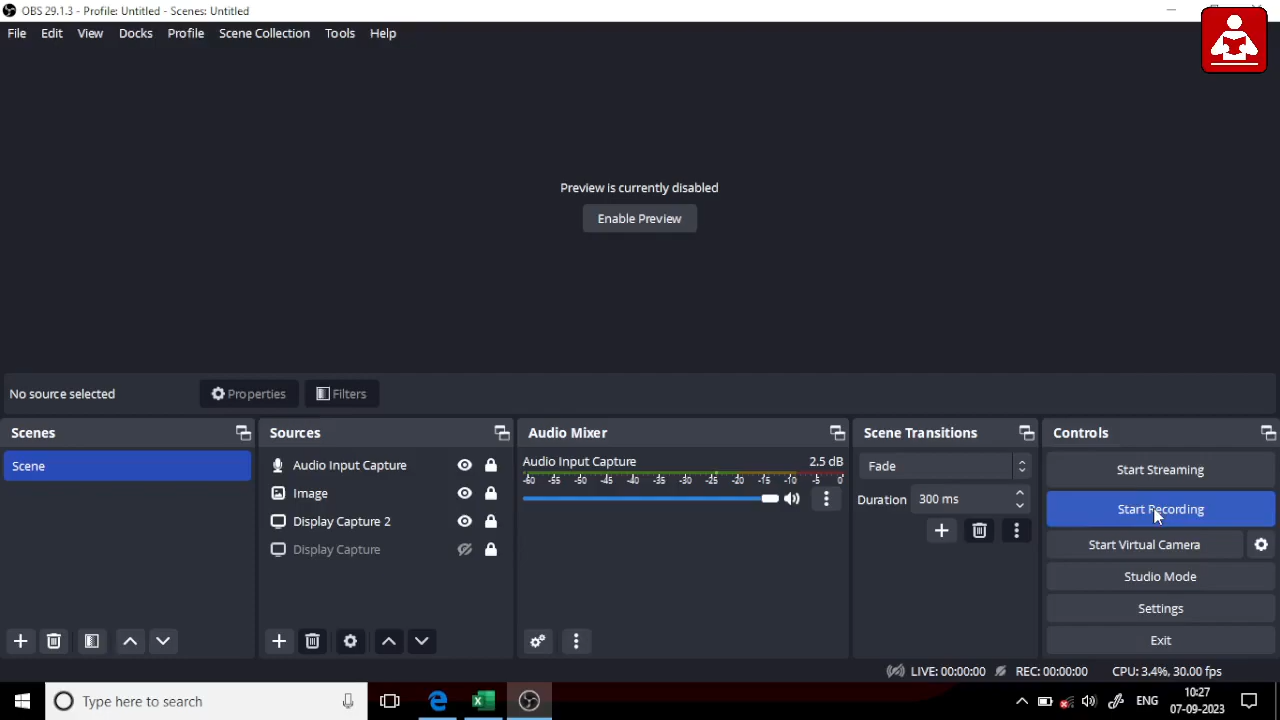 OBS 29.1.3 - Profile: Untitled - Scenes: Untitled
File Edit View Docks Profile Scene Collection Tools Help
Preview is currently disabled
Enable Preview
No source selected Properties Filters
Scenes
Scene
Sources
Audio Input Capture
Image
Display Capture 2
Display Capture
Audio Mixer
Audio Input Capture 2.5 dB
-60 -55 -50 -45 -40 -35 -30 -25 -20 -15 -10 -5 0
Scene Transitions
Fade
Duration 300 ms
Controls
Start Streaming
Start Recording
Start Virtual Camera
Studio Mode
Settings
Exit
LIVE: 00:00:00 REC: 00:00:00 CPU: 3.4%, 30.00 fps
Type here to search
ENG
10:27
07-09-2023